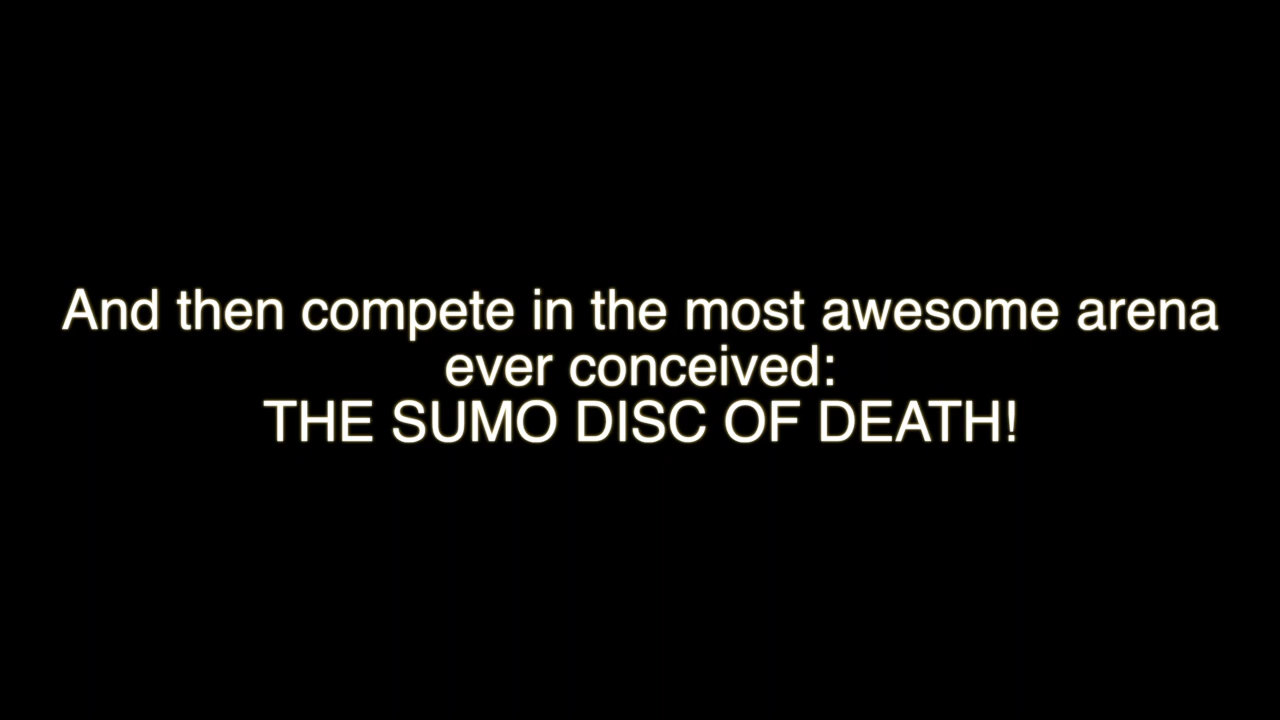 And then compete in the most awesome arena
ever conceived:
THE SUMO DISC OF DEATH!